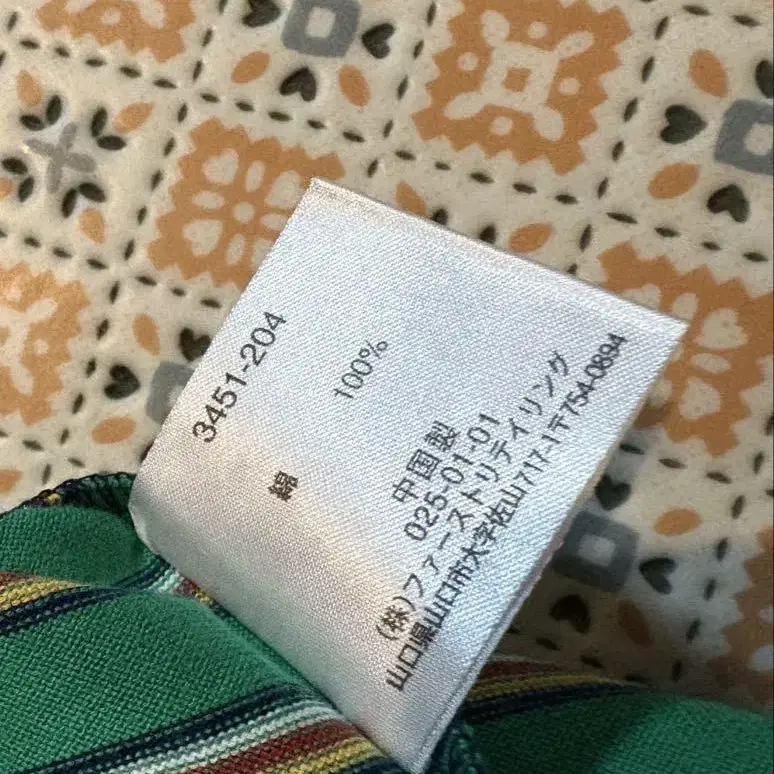 3451-204
綿 100%
中国製
025-01-01
(株)ファーストリテイリング
山口県山口市大字佐山717-1〒754-0894